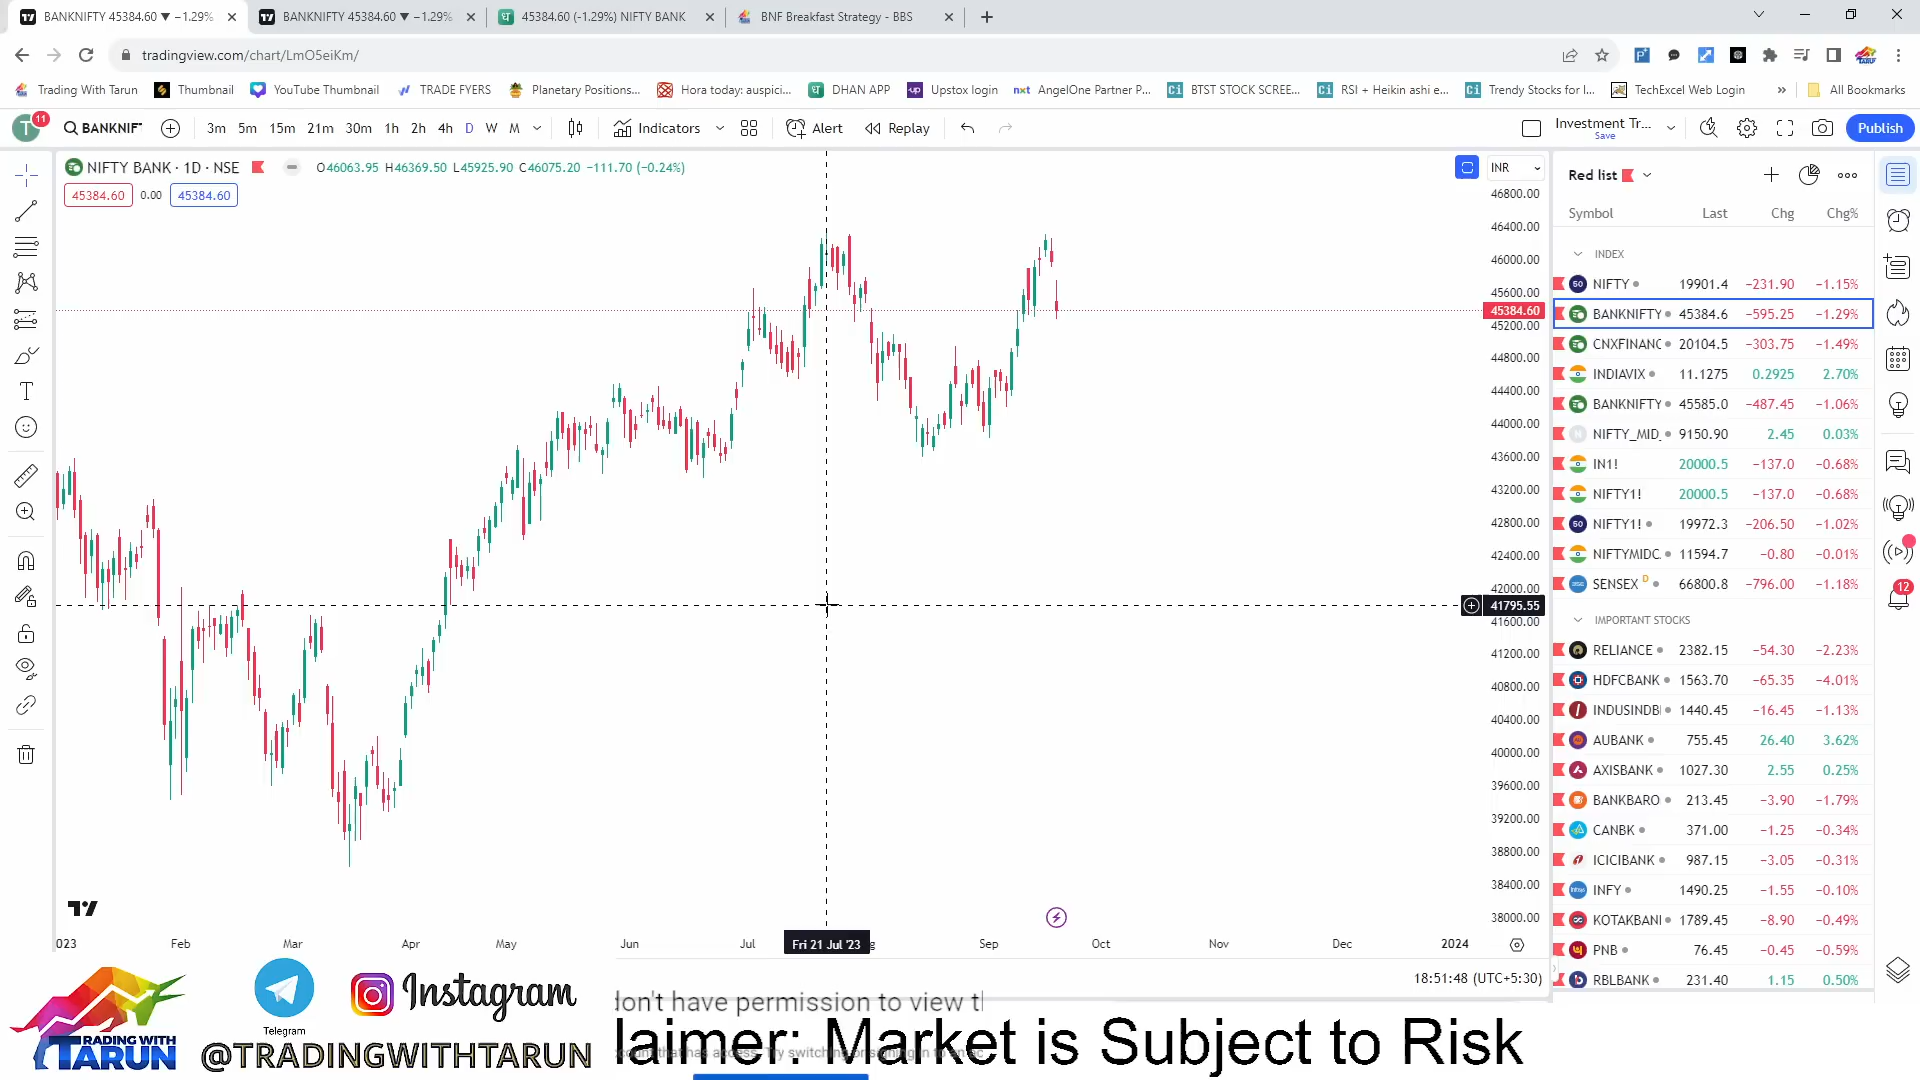 BANKNIFTY 45384.60 ▼ −1.29%
BANKNIFTY 45384.60 ▼ −1.29%
45384.60 (-1.29%) NIFTY BANK
BNF Breakfast Strategy - BBS
tradingview.com/chart/LmO5eiKm/
Trading With Tarun
Thumbnail
YouTube Thumbnail
TRADE FYERS
Planetary Positions...
Hora today: auspici...
DHAN APP
Upstox login
AngelOne Partner P...
BTST STOCK SCREE...
RSI + Heikin ashi e...
Trendy Stocks for I...
TechExcel Web Login
All Bookmarks
T 11
BANKNIF
3m 5m 15m 21m 30m 1h 2h 4h D W M
Indicators
Alert
Replay
Investment Tr...
Save
Publish
NIFTY BANK · 1D · NSE
O46063.95 H46369.50 L45925.90 C46075.20 −111.70 (−0.24%)
45384.60 0.00 45384.60
INR
46800.00
46400.00
46000.00
45600.00
45384.60
45200.00
44800.00
44400.00
44000.00
43600.00
43200.00
42800.00
42400.00
42000.00
41795.55
41600.00
41200.00
40800.00
40400.00
40000.00
39600.00
39200.00
38800.00
38400.00
38000.00
023 Feb Mar Apr May Jun Jul Fri 21 Jul '23 Sep Oct Nov Dec 2024
18:51:48 (UTC+5:30)
Red list
Symbol Last Chg Chg%
INDEX
NIFTY 19901.4 −231.90 −1.15%
BANKNIFTY 45384.6 −595.25 −1.29%
CNXFINANC 20104.5 −303.75 −1.49%
INDIAVIX 11.1275 0.2925 2.70%
BANKNIFTY 45585.0 −487.45 −1.06%
NIFTY_MID_ 9150.90 2.45 0.03%
IN1! 20000.5 −137.0 −0.68%
NIFTY1! 20000.5 −137.0 −0.68%
NIFTY1! 19972.3 −206.50 −1.02%
NIFTYMIDC 11594.7 −0.80 −0.01%
SENSEX D 66800.8 −796.00 −1.18%
IMPORTANT STOCKS
RELIANCE 2382.15 −54.30 −2.23%
HDFCBANK 1563.70 −65.35 −4.01%
INDUSINDB 1440.45 −16.45 −1.13%
AUBANK 755.45 26.40 3.62%
AXISBANK 1027.30 2.55 0.25%
BANKBARO 213.45 −3.90 −1.79%
CANBK 371.00 −1.25 −0.34%
ICICIBANK 987.15 −3.05 −0.31%
INFY 1490.25 −1.55 −0.10%
KOTAKBANI 1789.45 −8.90 −0.49%
PNB 76.45 −0.45 −0.59%
RBLBANK 231.40 1.15 0.50%
12
TRADING WITH
TARUN
Telegram
Instagram
@TRADINGWITHTARUN
don't have permission to view t
laimer: Market is Subject to Risk